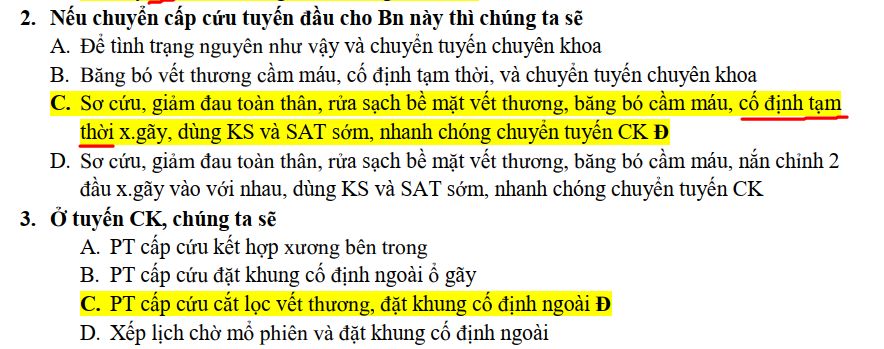 2. Nếu chuyển cấp cứu tuyến đầu cho Bn này thì chúng ta sẽ
A. Để tình trạng nguyên như vậy và chuyển tuyến chuyên khoa
B. Băng bó vết thương cầm máu, cố định tạm thời, và chuyển tuyến chuyên khoa
C. Sơ cứu, giảm đau toàn thân, rửa sạch bề mặt vết thương, băng bó cầm máu, cố định tạm
thời x.gãy, dùng KS và SAT sớm, nhanh chóng chuyển tuyến CK Đ
D. Sơ cứu, giảm đau toàn thân, rửa sạch bề mặt vết thương, băng bó cầm máu, nắn chỉnh 2
đầu x.gãy vào với nhau, dùng KS và SAT sớm, nhanh chóng chuyển tuyến CK
3. Ở tuyến CK, chúng ta sẽ
A. PT cấp cứu kết hợp xương bên trong
B. PT cấp cứu đặt khung cố định ngoài ổ gãy
C. PT cấp cứu cắt lọc vết thương, đặt khung cố định ngoài Đ
D. Xếp lịch chờ mổ phiên và đặt khung cố định ngoài